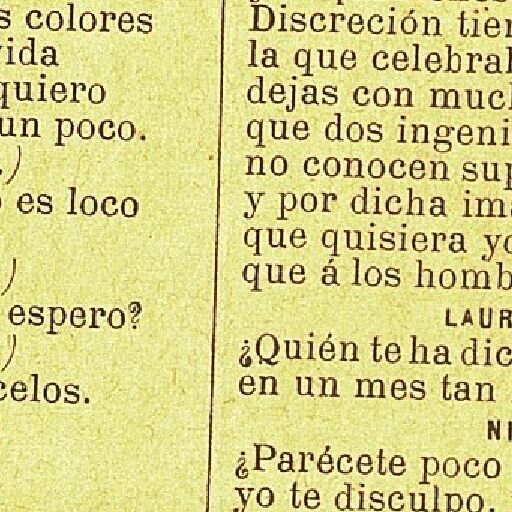 s colores
vida
quiero
un poco.
.)
es loco
)
espero?
)
celos.
Discreción tien
la que celebral
dejas con mucl
que dos ingeni
no conocen sup
y por dicha ima
que quisiera yo
que á los homb
LAUR
¿Quién te ha dic
en un mes tan
NI
¿Parécete poco
yo te disculpo.